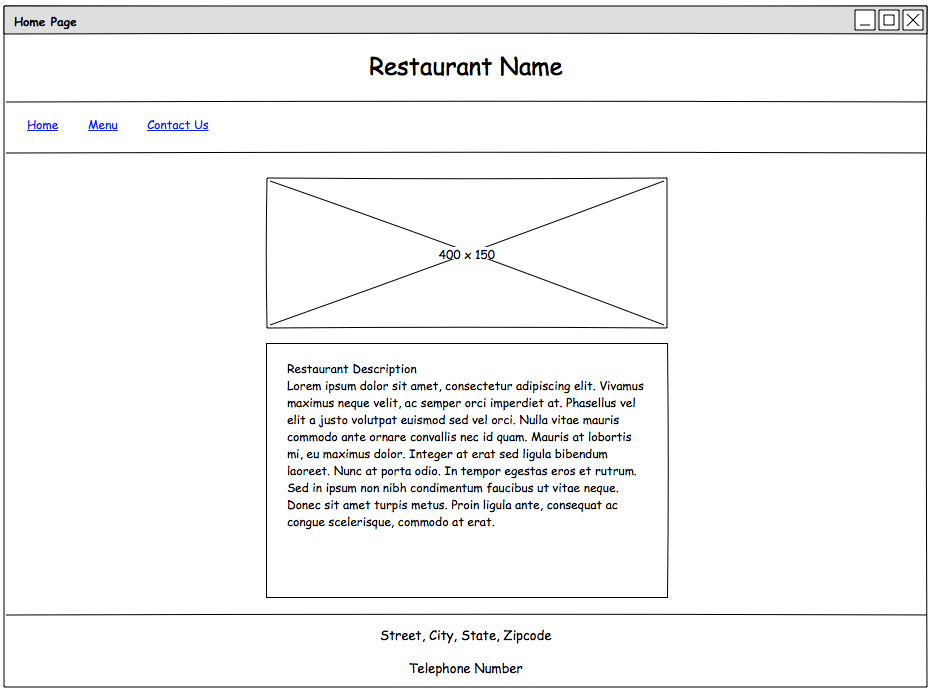 Home Page
Restaurant Name
Home Menu Contact Us
400 x 150
Restaurant Description
Lorem ipsum dolor sit amet, consectetur adipiscing elit. Vivamus
maximus neque velit, ac semper orci imperdiet at. Phasellus vel
elit a justo volutpat euismod sed vel orci. Nulla vitae mauris
commodo ante ornare convallis nec id quam. Mauris at lobortis
mi, eu maximus dolor. Integer at erat sed ligula bibendum
laoreet. Nunc at porta odio. In tempor egestas eros et rutrum.
Sed in ipsum non nibh condimentum faucibus ut vitae neque.
Donec sit amet turpis metus. Proin ligula ante, consequat ac
congue scelerisque, commodo at erat.
Street, City, State, Zipcode
Telephone Number